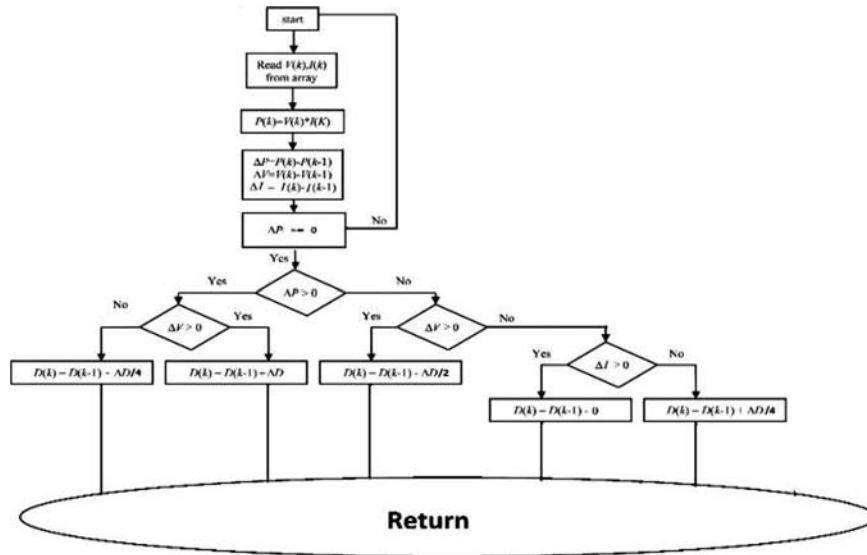 start
Read V(k),I(k)
from array
P(k)=V(k)*I(K)
ΔP=P(k)-P(k-1)
ΔV=V(k)-V(k-1)
ΔI = I(k)-I(k-1)
No
ΔP == 0
Yes
Yes
ΔP > 0
No
No
ΔV > 0
Yes
ΔV > 0
No
Yes
ΔI > 0
No
D(k) = D(k-1) - ΔD/4
D(k) = D(k-1) + ΔD
D(k) = D(k-1) - ΔD/2
D(k) = D(k-1) - 0
D(k) = D(k-1) + ΔD/4
Return